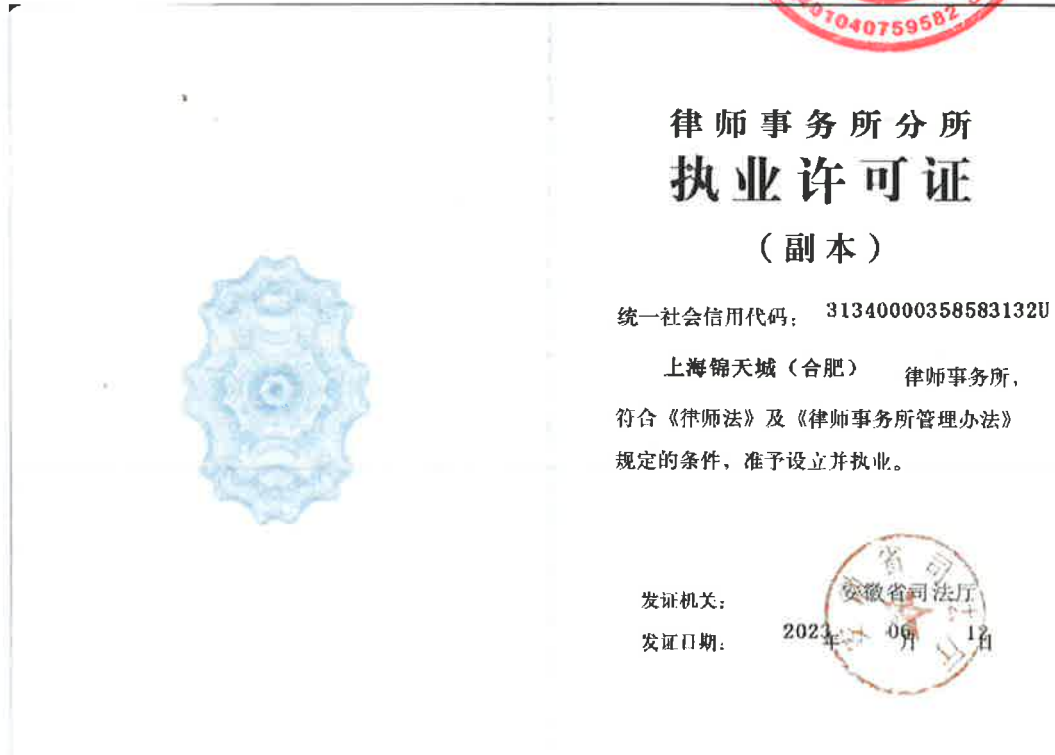 01040759582
律师事务所分所
执业许可证
（副本）
统一社会信用代码： 31340000358583132U
上海锦天城（合肥） 律师事务所，
符合《律师法》及《律师事务所管理办法》
规定的条件，准予设立并执业。
发证机关： 安徽省司法厅
发证日期： 2023年 06月 12日